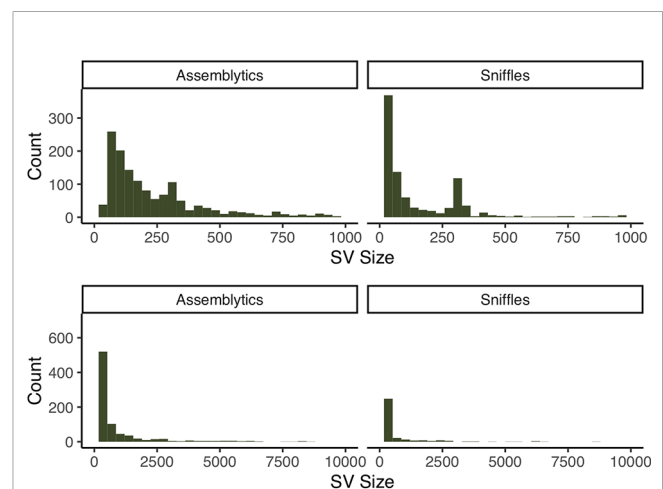 Assemblytics Sniffles
Count
300
200
100
0
0 250 500 750 1000 0 250 500 750 1000
SV Size
Assemblytics Sniffles
Count
600
400
200
0
0 2500 5000 7500 10000 0 2500 5000 7500 10000
SV Size